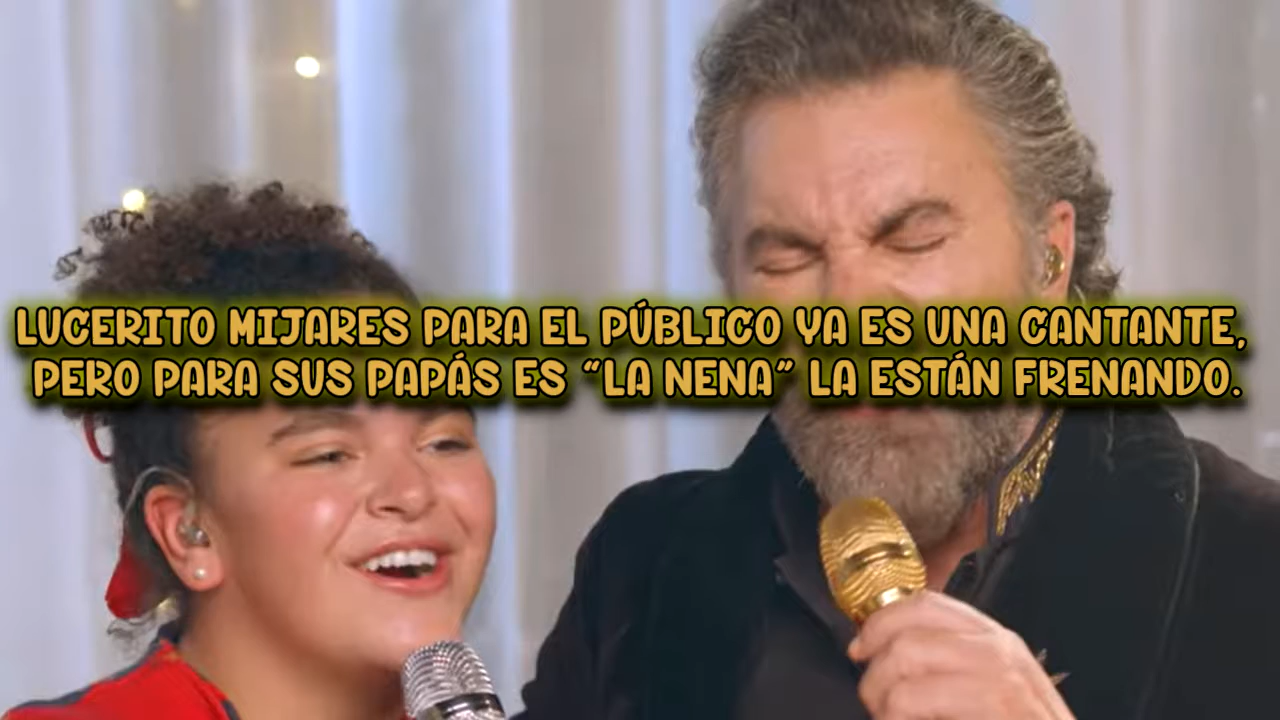 LUCERITO MIJARES PARA EL PÚBLICO YA ES UNA CANTANTE,
PERO PARA SUS PAPÁS ES “LA NENA” LA ESTÁN FRENANDO.